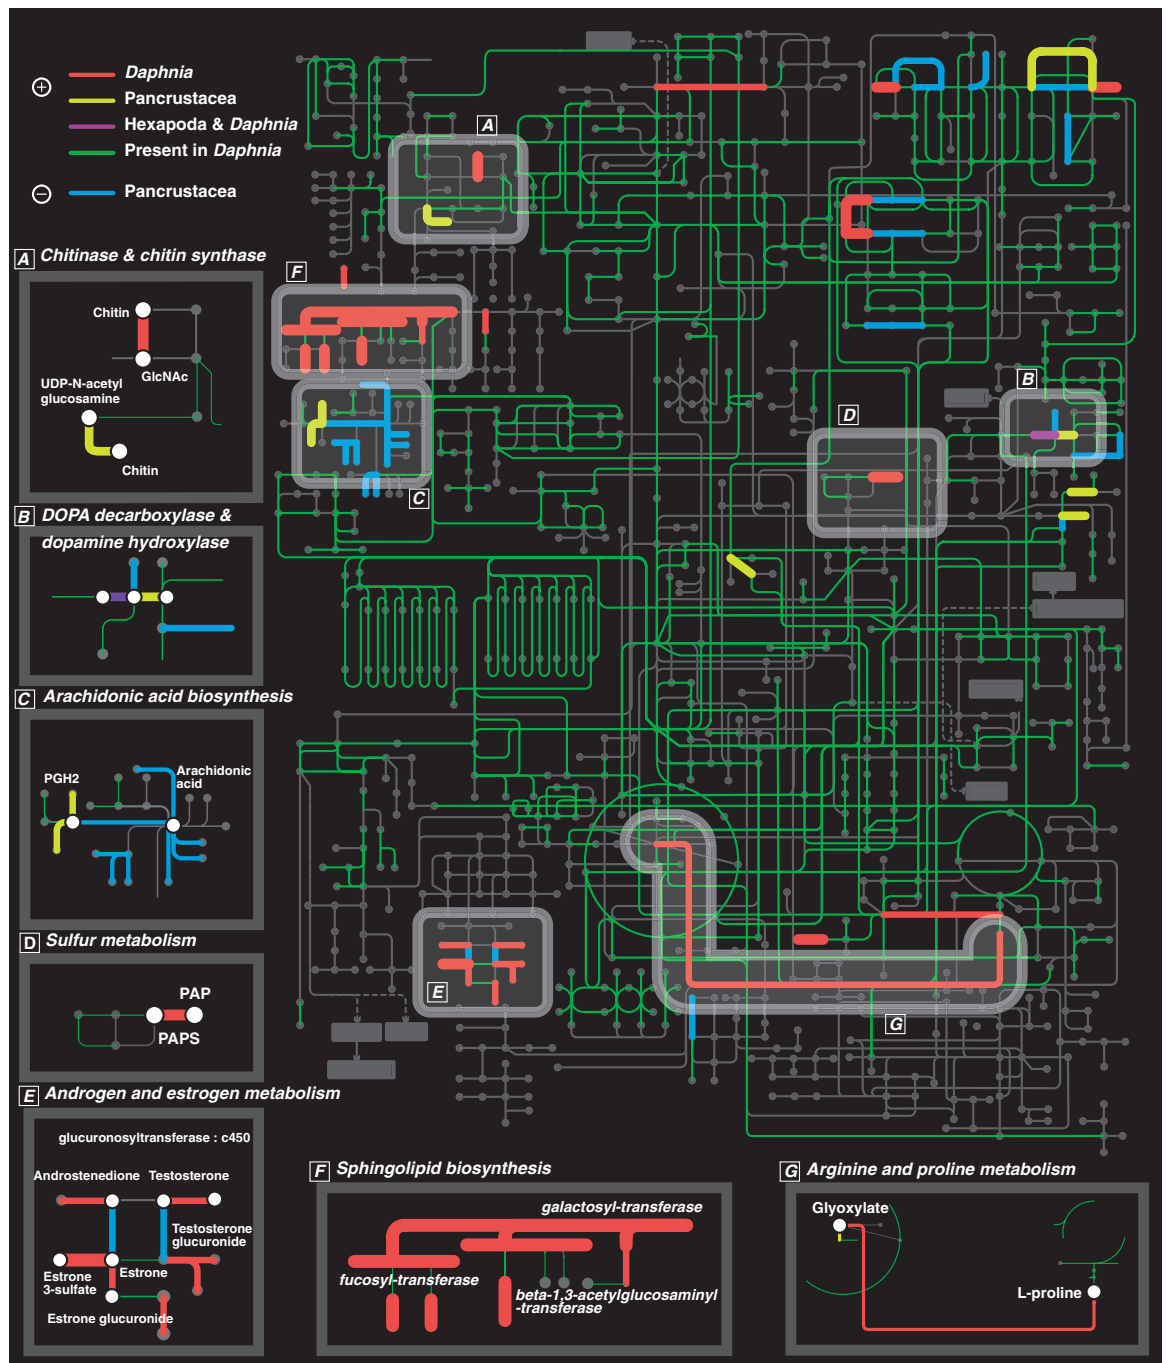 + Daphnia
Pancrustacea
Hexapoda & Daphnia
Present in Daphnia
− Pancrustacea
A Chitinase & chitin synthase
Chitin
GlcNAc
UDP-N-acetyl
glucosamine
Chitin
B DOPA decarboxylase &
dopamine hydroxylase
C Arachidonic acid biosynthesis
PGH2
Arachidonic
acid
D Sulfur metabolism
PAP
PAPS
E Androgen and estrogen metabolism
glucuronosyltransferase : c450
Androstenedione Testosterone
Testosterone
glucuronide
Estrone
3-sulfate
Estrone
Estrone glucuronide
A
F
C
B
D
E
G
F Sphingolipid biosynthesis
galactosyl-transferase
fucosyl-transferase
beta-1,3-acetylglucosaminyl
-transferase
G Arginine and proline metabolism
Glyoxylate
L-proline